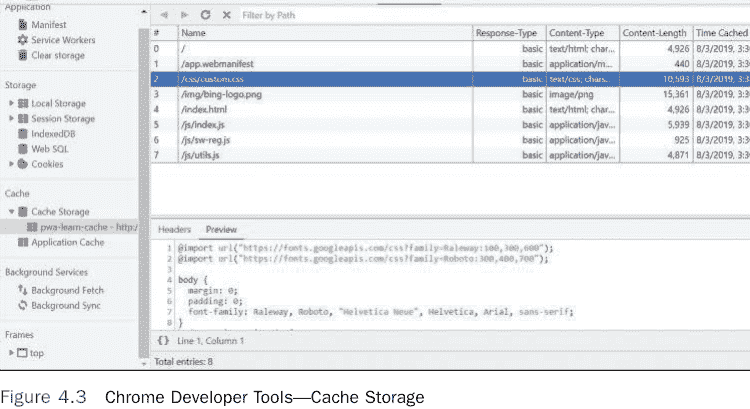 Application
Manifest
Service Workers
Clear storage
Storage
Local Storage
Session Storage
IndexedDB
Web SQL
Cookies
Cache
Cache Storage
pwa-learn-cache - http:/
Application Cache
Background Services
Background Fetch
Background Sync
Frames
top
Filter by Path
# Name Response-Type Content-Type Content-Length Time Cached
0 / basic text/html; char... 4,926 8/3/2019, 3:3
1 /app.webmanifest basic application/m... 440 8/3/2019, 3:3
2 /css/custom.css basic text/css; chars... 10,593 8/3/2019, 3:3
3 /img/bing-logo.png basic image/png 15,361 8/3/2019, 3:3
4 /index.html basic text/html; char... 4,926 8/3/2019, 3:3
5 /js/index.js basic application/jav... 5,939 8/3/2019, 3:3
6 /js/sw-reg.js basic application/jav... 925 8/3/2019, 3:3
7 /js/utils.js basic application/jav... 4,871 8/3/2019, 3:3
Headers Preview
1 @import url("https://fonts.googleapis.com/css?family=Raleway:100,300,600");
2 @import url("https://fonts.googleapis.com/css?family=Roboto:300,400,700");
3
4 body {
5 margin: 0;
6 padding: 0;
7 font-family: Raleway, Roboto, "Helvetica Neue", Helvetica, Arial, sans-serif;
8 }
{} Line 1, Column 1
Total entries: 8
Figure 4.3 Chrome Developer Tools—Cache Storage